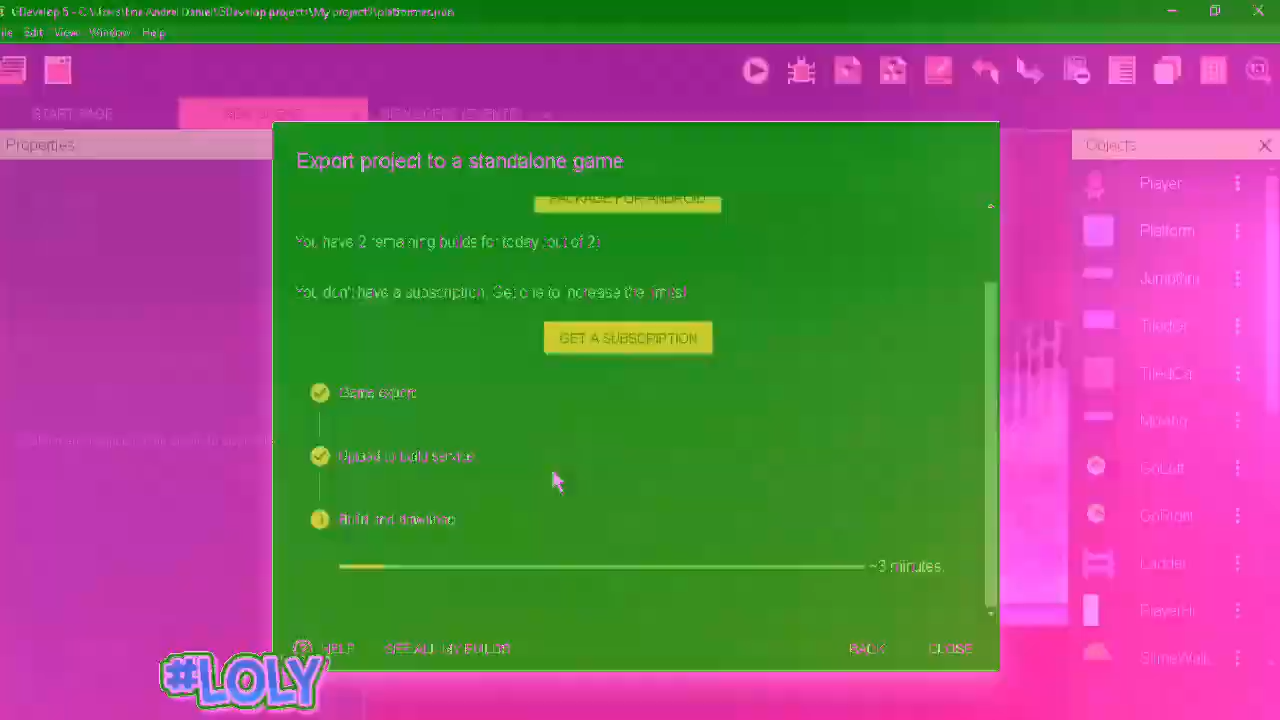 GDevelop 5 - C:\Users\Ene Andrei Daniel\GDevelop projects\My project\platformer.json
Edit View Window Help
START PAGE
Properties
Export project to a standalone game
PACKAGE FOR ANDROID
You have 2 remaining builds for today (out of 2)
You don't have a subscription. Get one to increase the limits!
GET A SUBSCRIPTION
Game export
Upload to build service
Build and download
~3 minutes.
HELP
SEE ALL MY BUILDS
BACK
CLOSE
Objects
Player
Platform
Jumpthru
Moving
GoLeft
GoRight
Ladder
PlayerHi
SlimeWalk
#LOLY